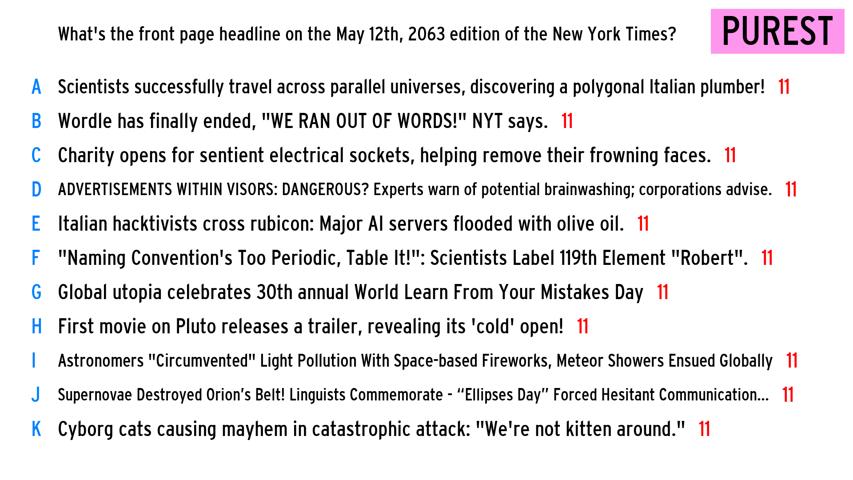 What's the front page headline on the May 12th, 2063 edition of the New York Times?
PUREST
A Scientists successfully travel across parallel universes, discovering a polygonal Italian plumber! 11
B Wordle has finally ended, "WE RAN OUT OF WORDS!" NYT says. 11
C Charity opens for sentient electrical sockets, helping remove their frowning faces. 11
D ADVERTISEMENTS WITHIN VISORS: DANGEROUS? Experts warn of potential brainwashing; corporations advise. 11
E Italian hacktivists cross rubicon: Major AI servers flooded with olive oil. 11
F "Naming Convention's Too Periodic, Table It!": Scientists Label 119th Element "Robert". 11
G Global utopia celebrates 30th annual World Learn From Your Mistakes Day 11
H First movie on Pluto releases a trailer, revealing its 'cold' open! 11
I Astronomers "Circumvented" Light Pollution With Space-based Fireworks, Meteor Showers Ensued Globally 11
J Supernovae Destroyed Orion’s Belt! Linguists Commemorate - “Ellipses Day” Forced Hesitant Communication... 11
K Cyborg cats causing mayhem in catastrophic attack: "We're not kitten around." 11